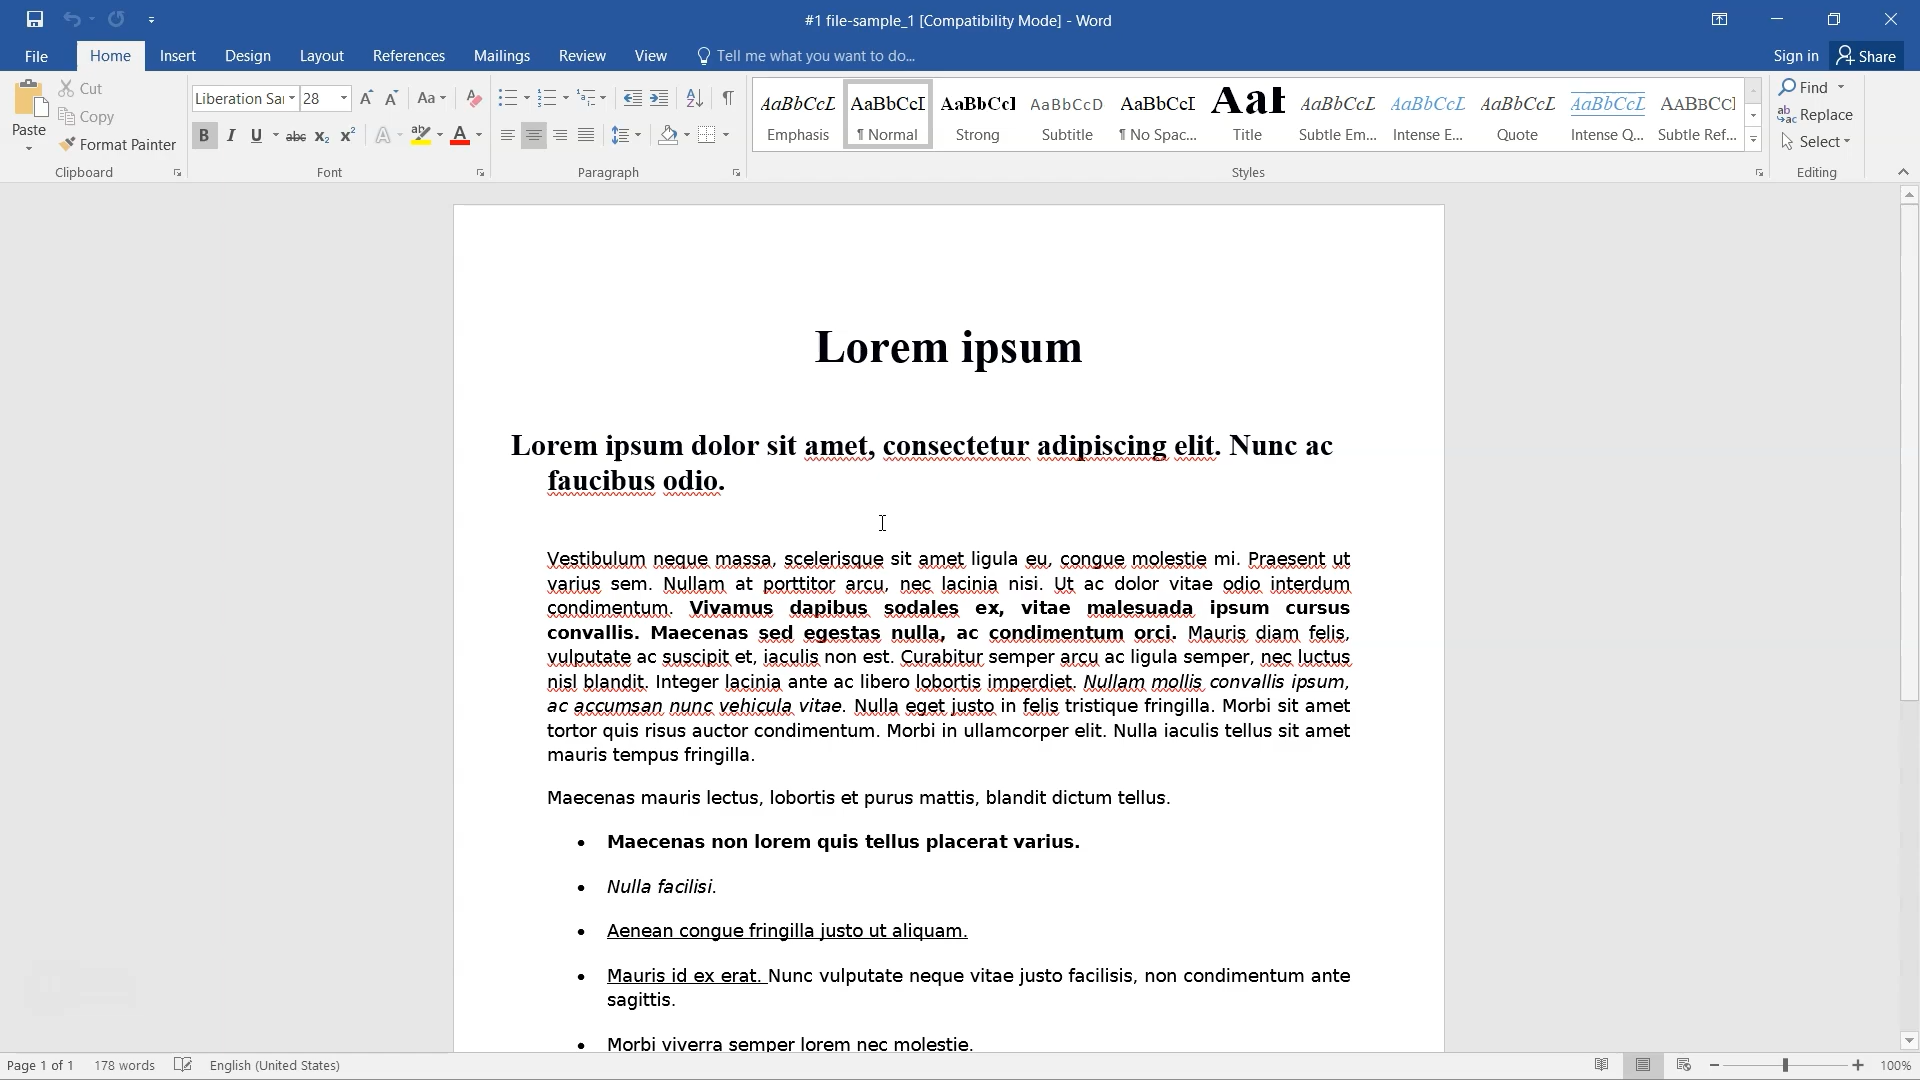 #1 file-sample_1 [Compatibility Mode] - Word
File Home Insert Design Layout References Mailings Review View Tell me what you want to do... Sign in Share
Paste
Cut
Copy
Format Painter
Clipboard
Liberation Sa 28
Font
Paragraph
AaBbCcL AaBbCcI AaBbCcI AaBbCcD AaBbCcI AaB AaBbCcL AaBbCcL AaBbCcL AaBbCcL AABBCCI
Emphasis ¶ Normal Strong Subtitle ¶ No Spac... Title Subtle Em... Intense E... Quote Intense Q... Subtle Ref...
Styles
Find
Replace
Select
Editing
Lorem ipsum
Lorem ipsum dolor sit amet, consectetur adipiscing elit. Nunc ac
faucibus odio.
Vestibulum neque massa, scelerisque sit amet ligula eu, congue molestie mi. Praesent ut
varius sem. Nullam at porttitor arcu, nec lacinia nisi. Ut ac dolor vitae odio interdum
condimentum. Vivamus dapibus sodales ex, vitae malesuada ipsum cursus
convallis. Maecenas sed egestas nulla, ac condimentum orci. Mauris diam felis,
vulputate ac suscipit et, iaculis non est. Curabitur semper arcu ac ligula semper, nec luctus
nisl blandit. Integer lacinia ante ac libero lobortis imperdiet. Nullam mollis convallis ipsum,
ac accumsan nunc vehicula vitae. Nulla eget justo in felis tristique fringilla. Morbi sit amet
tortor quis risus auctor condimentum. Morbi in ullamcorper elit. Nulla iaculis tellus sit amet
mauris tempus fringilla.
Maecenas mauris lectus, lobortis et purus mattis, blandit dictum tellus.
• Maecenas non lorem quis tellus placerat varius.
• Nulla facilisi.
• Aenean congue fringilla justo ut aliquam.
• Mauris id ex erat. Nunc vulputate neque vitae justo facilisis, non condimentum ante
sagittis.
• Morbi viverra semper lorem nec molestie.
Page 1 of 1 178 words English (United States) 100%